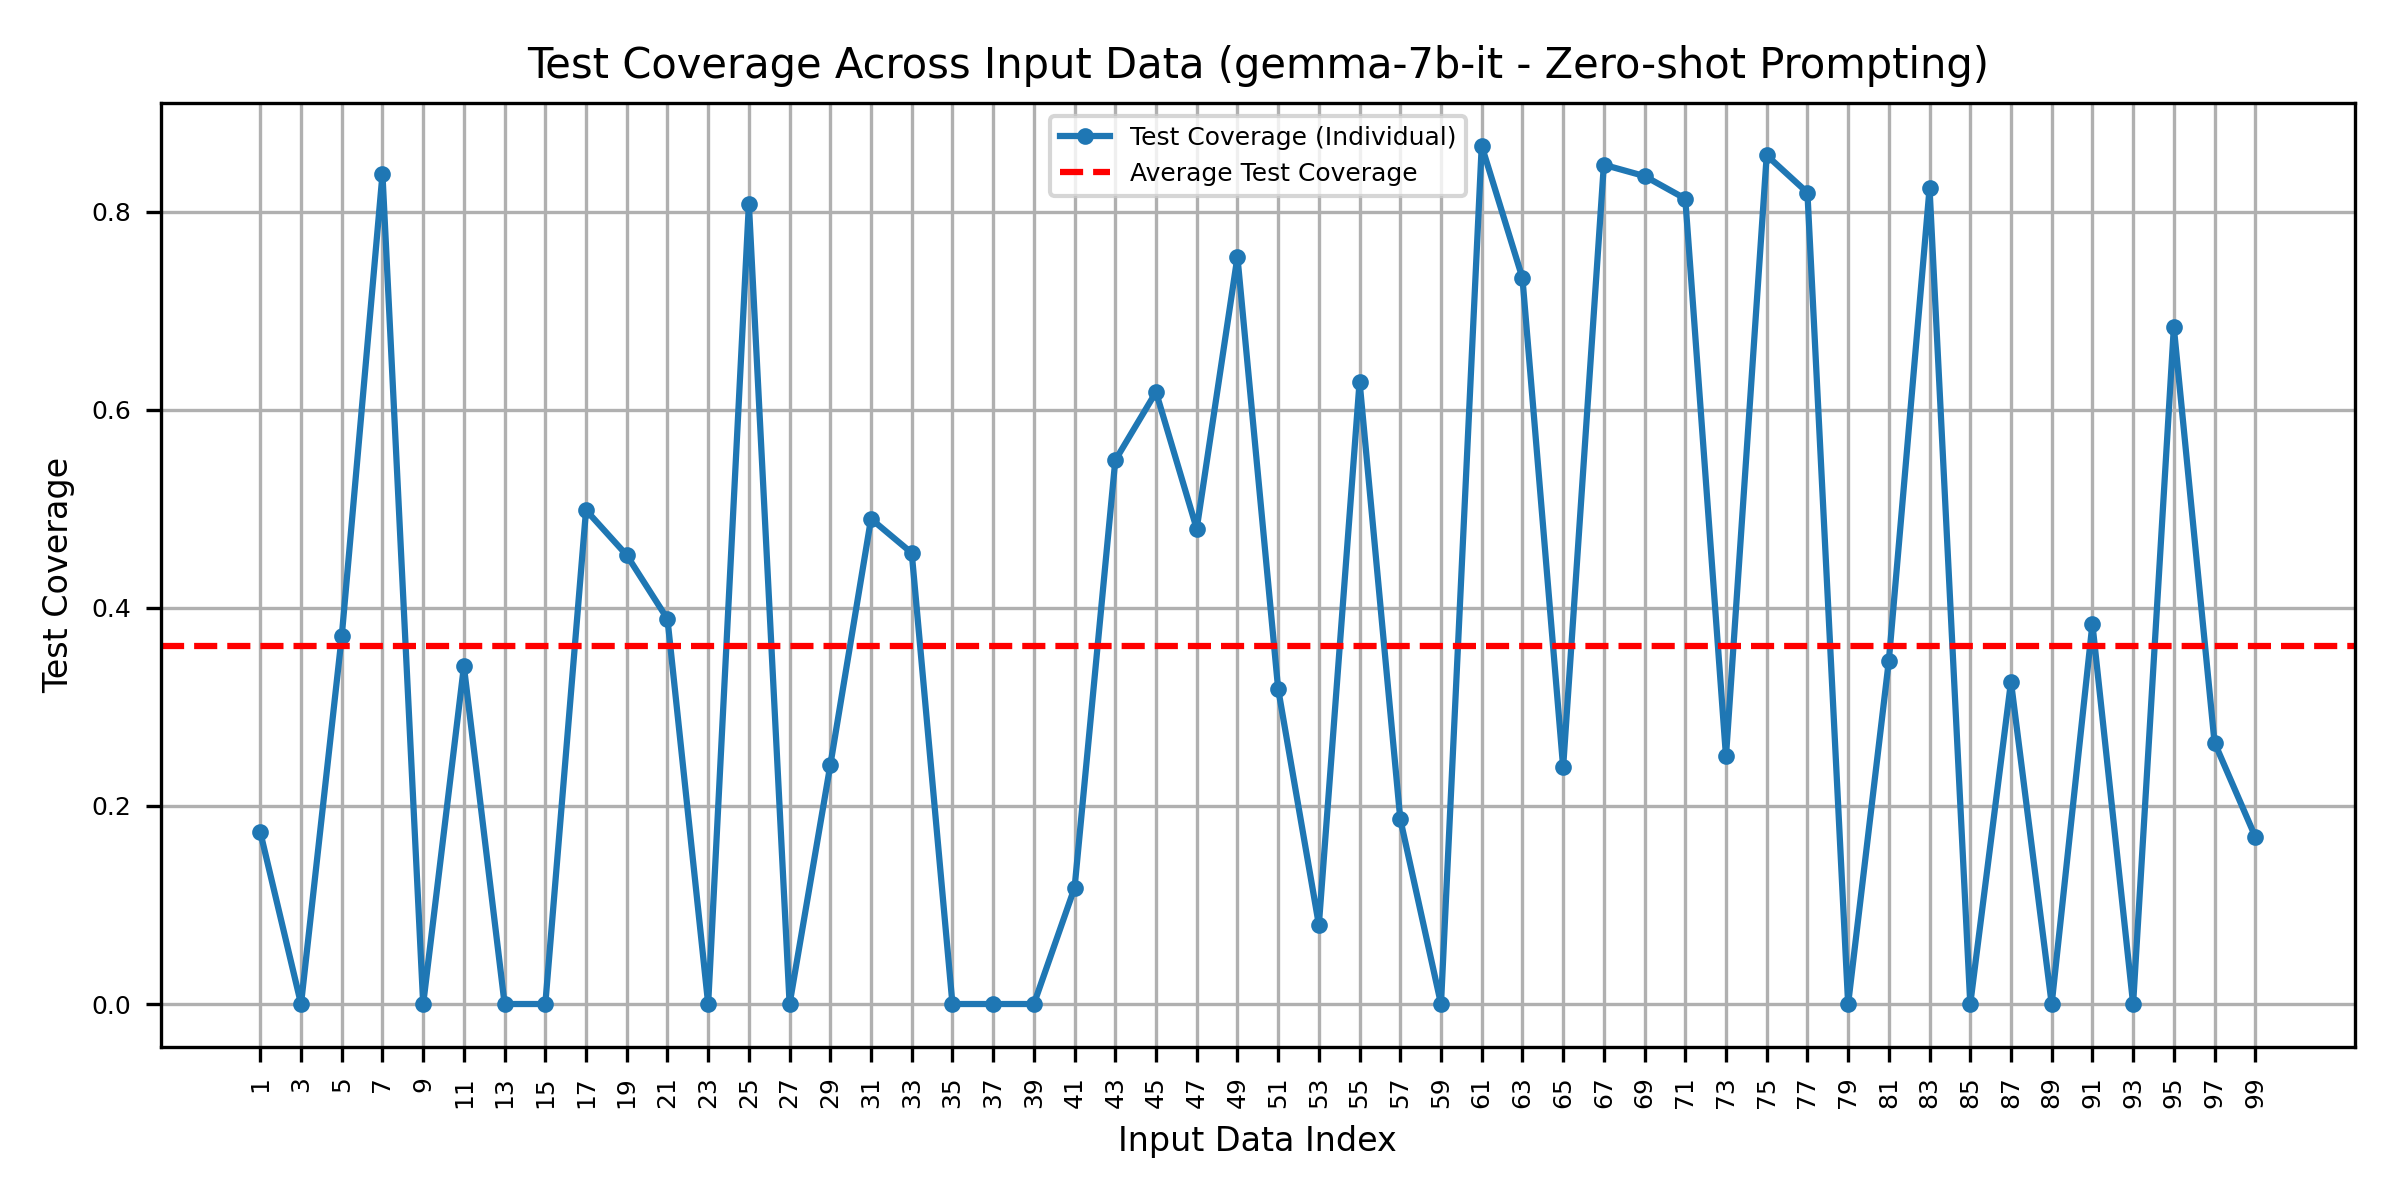 Test Coverage Across Input Data (gemma-7b-it - Zero-shot Prompting)
Test Coverage (Individual)
Average Test Coverage
Test Coverage
0.8
0.6
0.4
0.2
0.0
1 3 5 7 9 11 13 15 17 19 21 23 25 27 29 31 33 35 37 39 41 43 45 47 49 51 53 55 57 59 61 63 65 67 69 71 73 75 77 79 81 83 85 87 89 91 93 95 97 99
Input Data Index